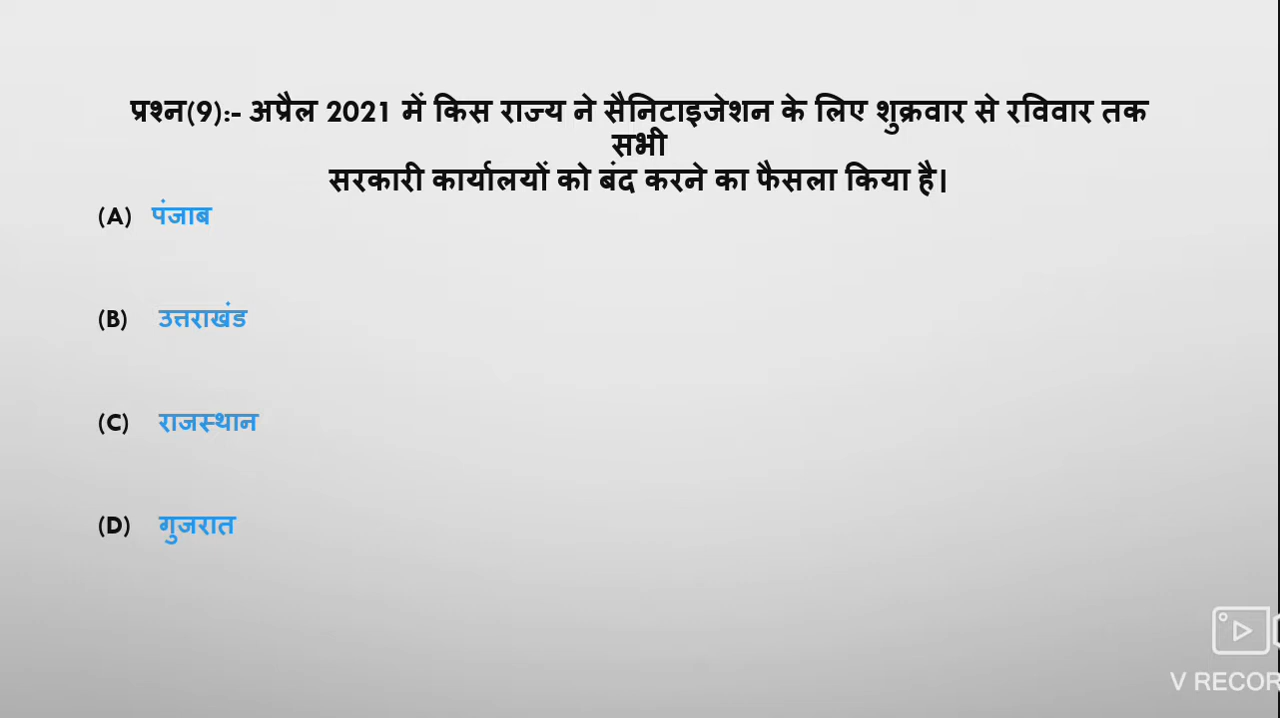 प्रश्न(9):- अप्रैल 2021 में किस राज्य ने सैनिटाइजेशन के लिए शुक्रवार से रविवार तक
सभी
सरकारी कार्यालयों को बंद करने का फैसला किया है।
(A) पंजाब
(B) उत्तराखंड
(C) राजस्थान
(D) गुजरात
V RECOR